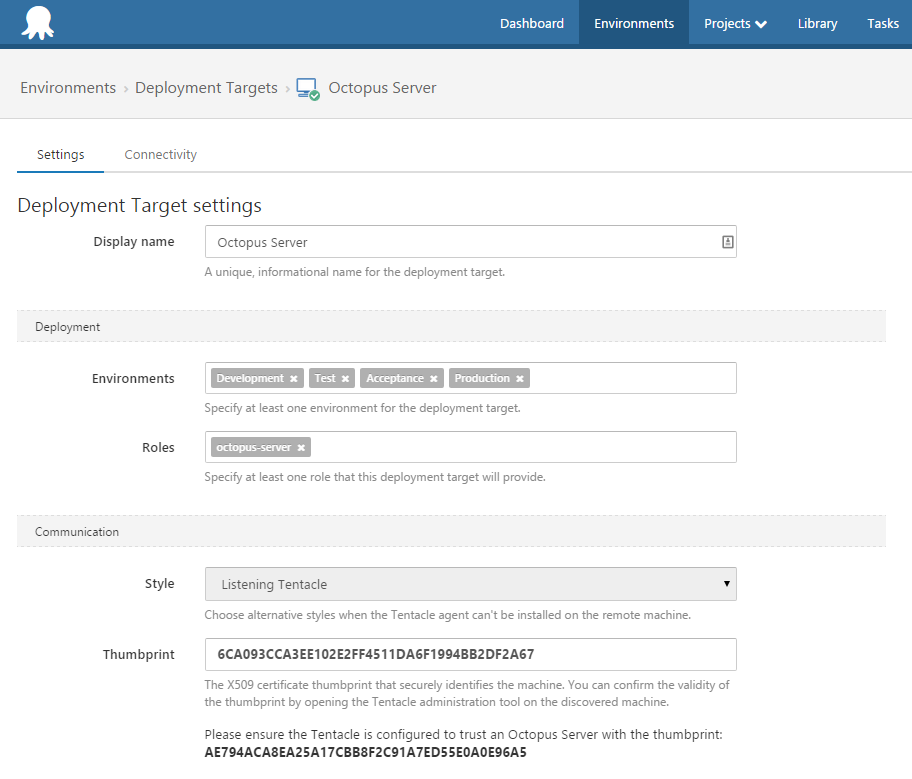 Dashboard Environments Projects Library Tasks
Environments › Deployment Targets › Octopus Server
Settings Connectivity
Deployment Target settings
Display name Octopus Server
A unique, informational name for the deployment target.
Deployment
Environments Development × Test × Acceptance × Production ×
Specify at least one environment for the deployment target.
Roles octopus-server ×
Specify at least one role that this deployment target will provide.
Communication
Style Listening Tentacle
Choose alternative styles when the Tentacle agent can't be installed on the remote machine.
Thumbprint 6CA093CCA3EE102E2FF4511DA6F1994BB2DF2A67
The X509 certificate thumbprint that securely identifies the machine. You can confirm the validity of
the thumbprint by opening the Tentacle administration tool on the discovered machine.
Please ensure the Tentacle is configured to trust an Octopus Server with the thumbprint:
AE794ACA8EA25A17CBB8F2C91A7ED55E0A0E96A5